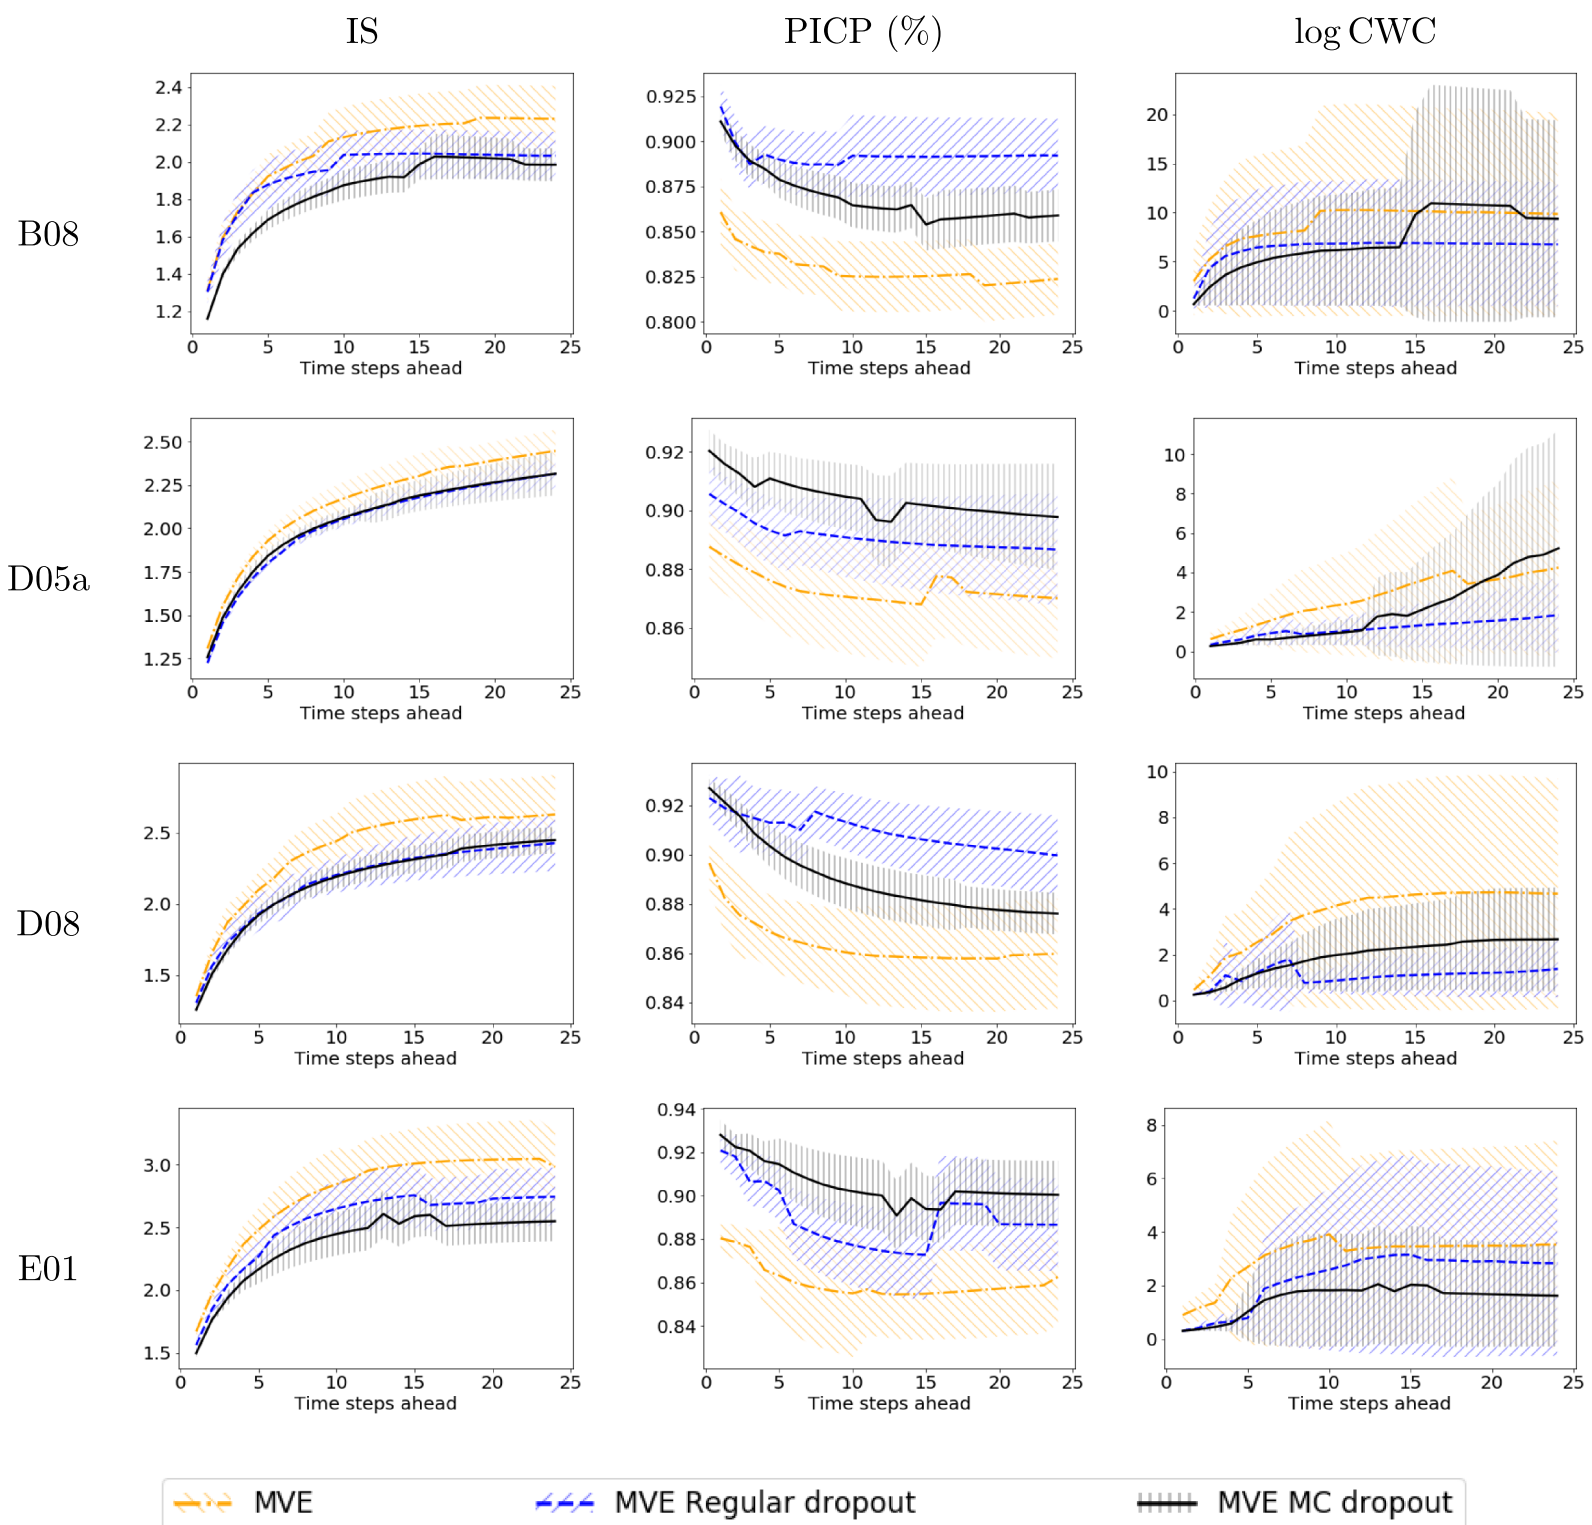 IS PICP (%) log CWC
B08
2.4
2.2
2.0
1.8
1.6
1.4
1.2
0 5 10 15 20 25
Time steps ahead
0.925
0.900
0.875
0.850
0.825
0.800
0 5 10 15 20 25
Time steps ahead
20
15
10
5
0
0 5 10 15 20 25
Time steps ahead
D05a
2.50
2.25
2.00
1.75
1.50
1.25
0 5 10 15 20 25
Time steps ahead
0.92
0.90
0.88
0.86
0 5 10 15 20 25
Time steps ahead
10
8
6
4
2
0
0 5 10 15 20 25
Time steps ahead
D08
2.5
2.0
1.5
0 5 10 15 20 25
Time steps ahead
0.92
0.90
0.88
0.86
0.84
0 5 10 15 20 25
Time steps ahead
10
8
6
4
2
0
0 5 10 15 20 25
Time steps ahead
E01
3.0
2.5
2.0
1.5
0 5 10 15 20 25
Time steps ahead
0.94
0.92
0.90
0.88
0.86
0.84
0 5 10 15 20 25
Time steps ahead
8
6
4
2
0
0 5 10 15 20 25
Time steps ahead
MVE MVE Regular dropout MVE MC dropout